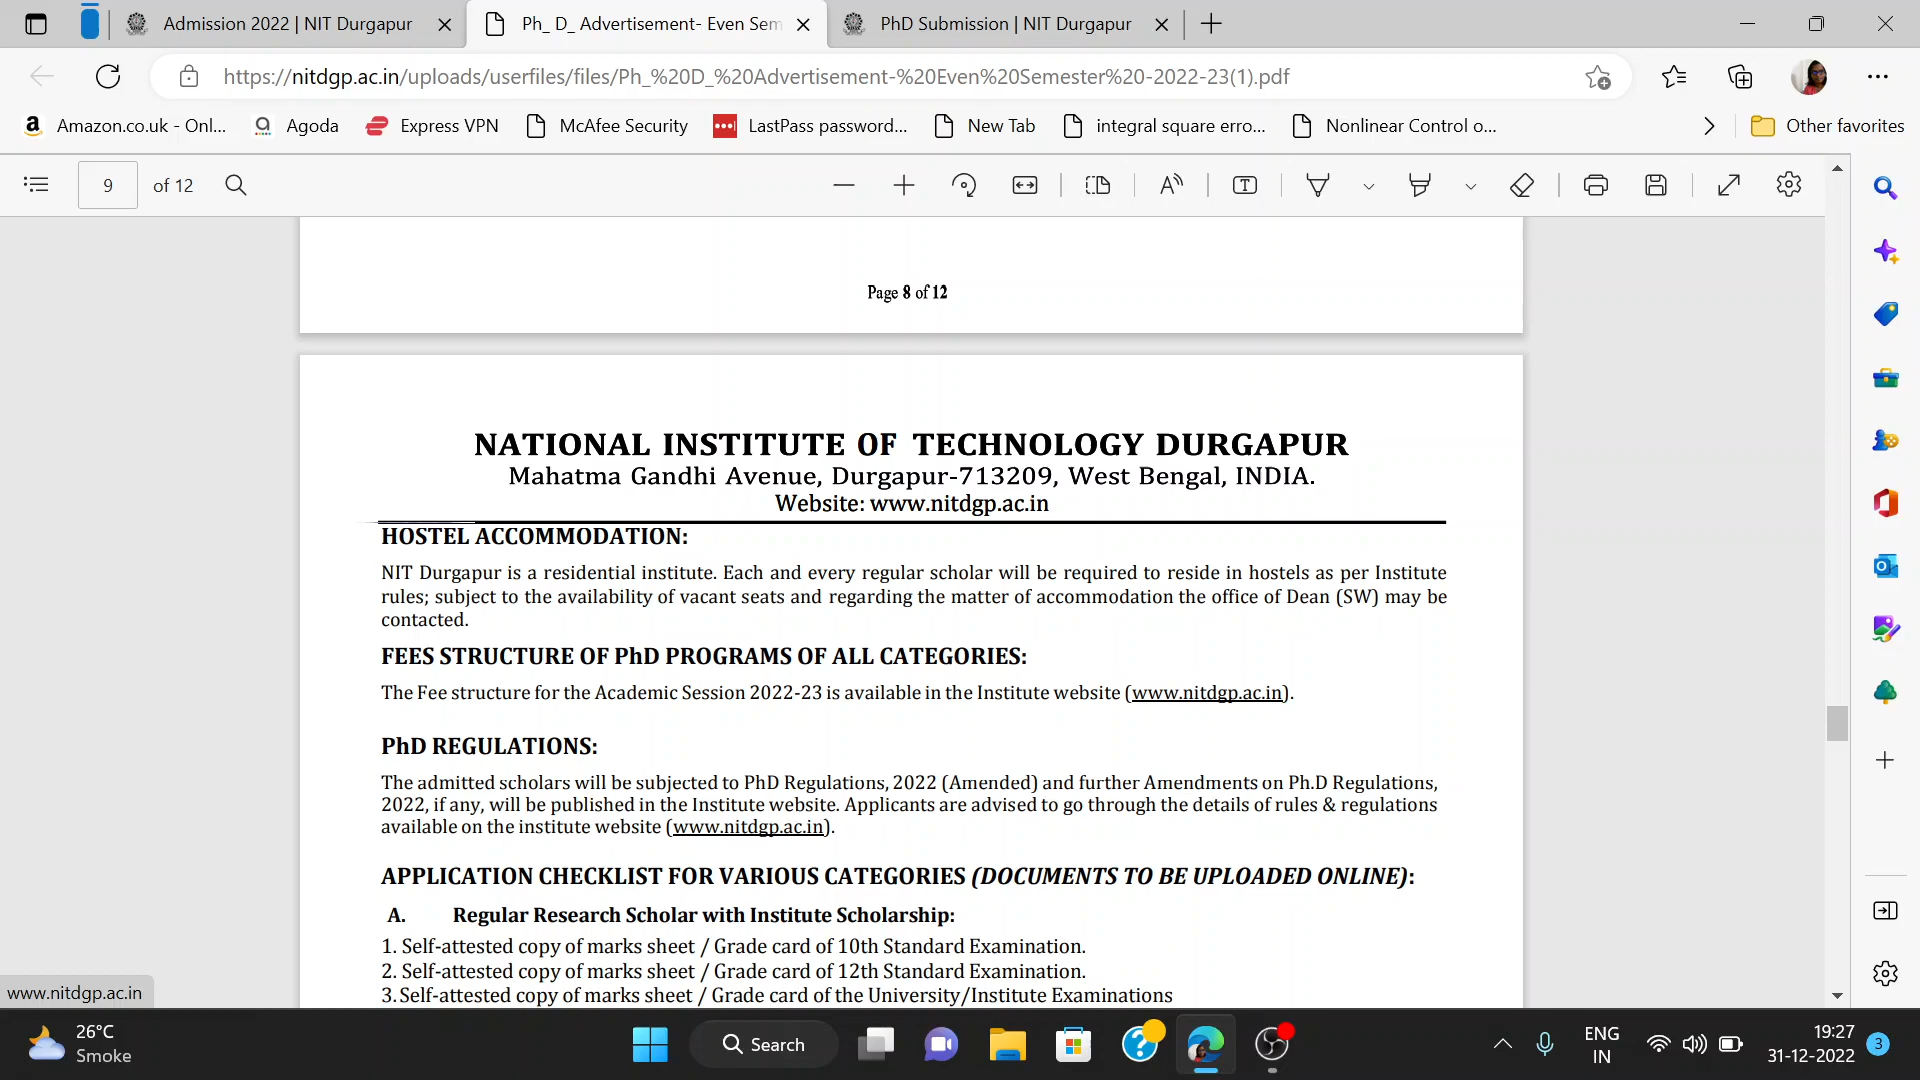 Admission 2022 | NIT Durgapur
Ph_ D_ Advertisement- Even Sem
PhD Submission | NIT Durgapur
https://nitdgp.ac.in/uploads/userfiles/files/Ph_%20D_%20Advertisement-%20Even%20Semester%20-2022-23(1).pdf
Amazon.co.uk - Onl...
Agoda
Express VPN
McAfee Security
LastPass password...
New Tab
integral square erro...
Nonlinear Control o...
Other favorites
9 of 12
Page 8 of 12
NATIONAL INSTITUTE OF TECHNOLOGY DURGAPUR
Mahatma Gandhi Avenue, Durgapur-713209, West Bengal, INDIA.
Website: www.nitdgp.ac.in
HOSTEL ACCOMMODATION:
NIT Durgapur is a residential institute. Each and every regular scholar will be required to reside in hostels as per Institute
rules; subject to the availability of vacant seats and regarding the matter of accommodation the office of Dean (SW) may be
contacted.
FEES STRUCTURE OF PhD PROGRAMS OF ALL CATEGORIES:
The Fee structure for the Academic Session 2022-23 is available in the Institute website (www.nitdgp.ac.in).
PhD REGULATIONS:
The admitted scholars will be subjected to PhD Regulations, 2022 (Amended) and further Amendments on Ph.D Regulations,
2022, if any, will be published in the Institute website. Applicants are advised to go through the details of rules & regulations
available on the institute website (www.nitdgp.ac.in).
APPLICATION CHECKLIST FOR VARIOUS CATEGORIES (DOCUMENTS TO BE UPLOADED ONLINE):
A. Regular Research Scholar with Institute Scholarship:
1. Self-attested copy of marks sheet / Grade card of 10th Standard Examination.
2. Self-attested copy of marks sheet / Grade card of 12th Standard Examination.
3. Self-attested copy of marks sheet / Grade card of the University/Institute Examinations
www.nitdgp.ac.in
26°C
Smoke
Search
ENG
IN
19:27
31-12-2022
3